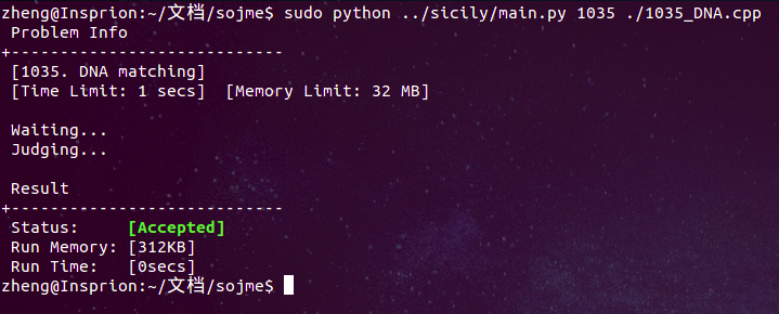 zheng@Insprion:~/文档/sojme$ sudo python ../sicily/main.py 1035 ./1035_DNA.cpp
Problem Info
+----------------------------
[1035. DNA matching]
[Time Limit: 1 secs]  [Memory Limit: 32 MB]
Waiting...
Judging...
Result
+----------------------------
Status:     [Accepted]
Run Memory: [312KB]
Run Time:   [0secs]
zheng@Insprion:~/文档/sojme$